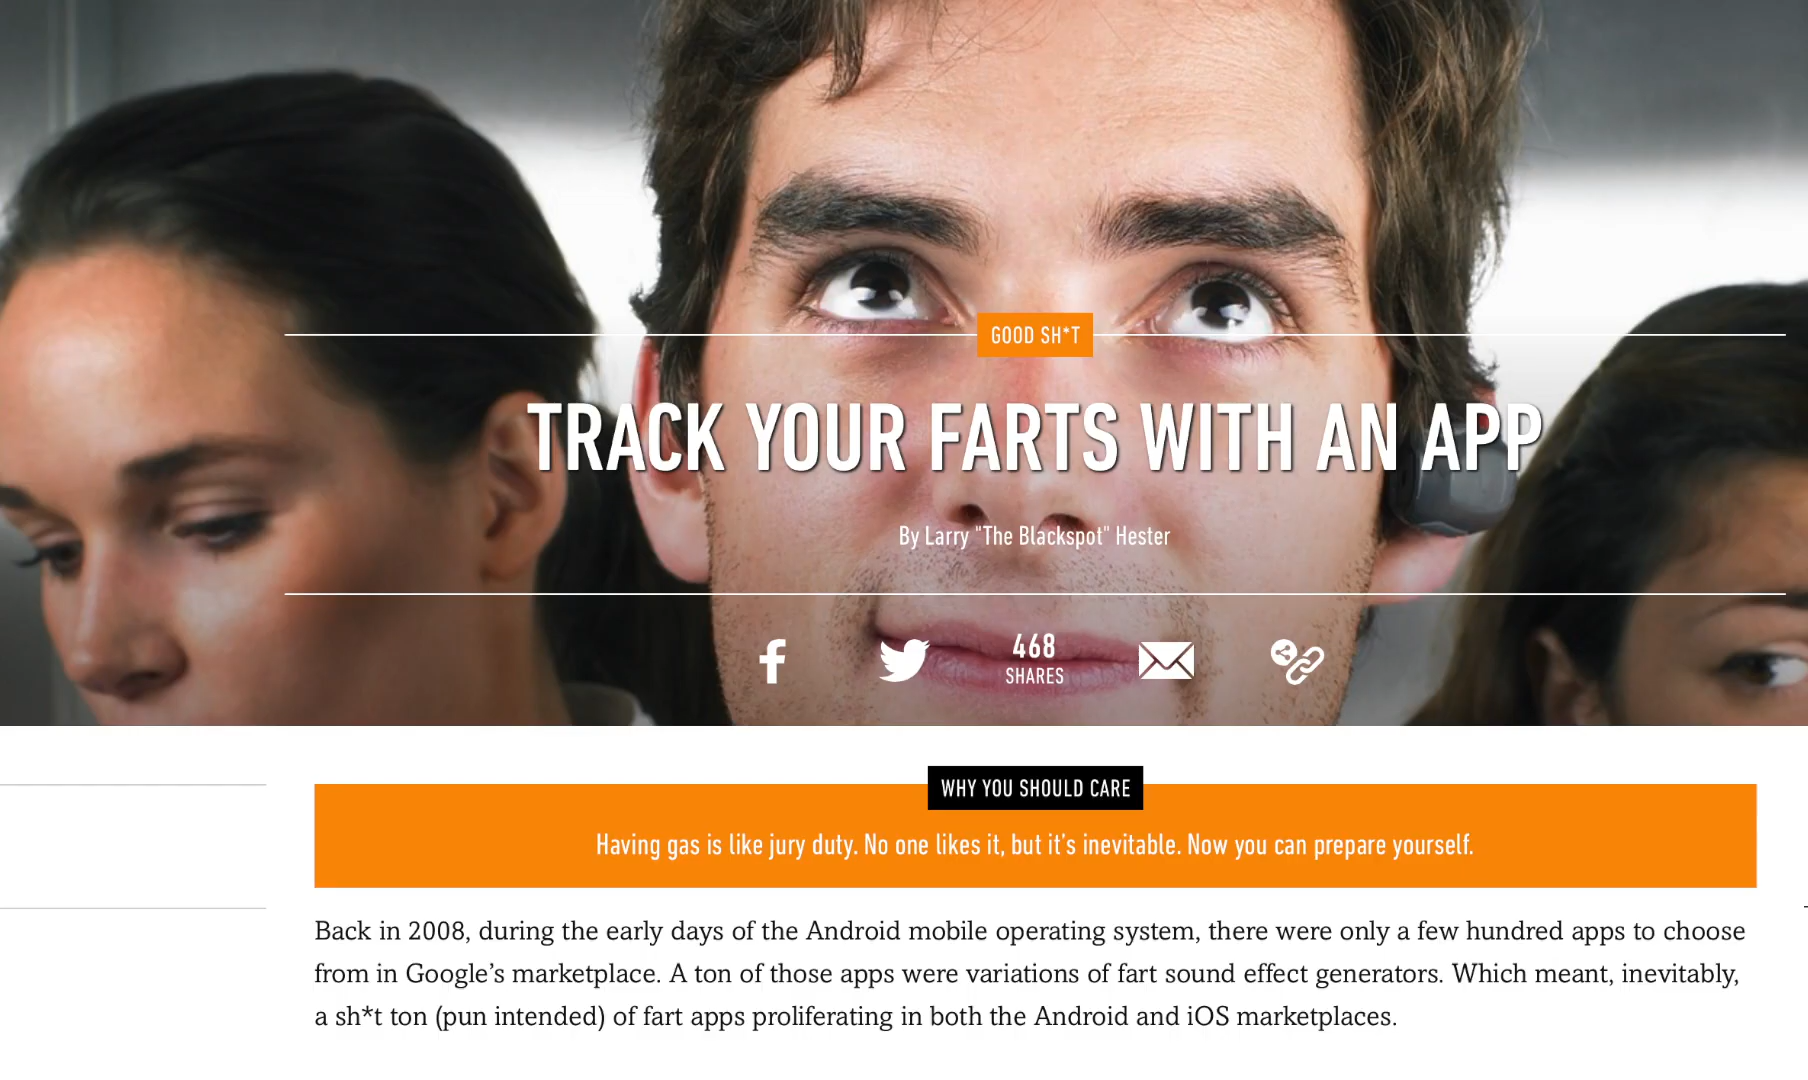 GOOD SH*T
TRACK YOUR FARTS WITH AN APP
By Larry "The Blackspot" Hester
468
SHARES
WHY YOU SHOULD CARE
Having gas is like jury duty. No one likes it, but it's inevitable. Now you can prepare yourself.
Back in 2008, during the early days of the Android mobile operating system, there were only a few hundred apps to choose
from in Google’s marketplace. A ton of those apps were variations of fart sound effect generators. Which meant, inevitably,
a sh*t ton (pun intended) of fart apps proliferating in both the Android and iOS marketplaces.